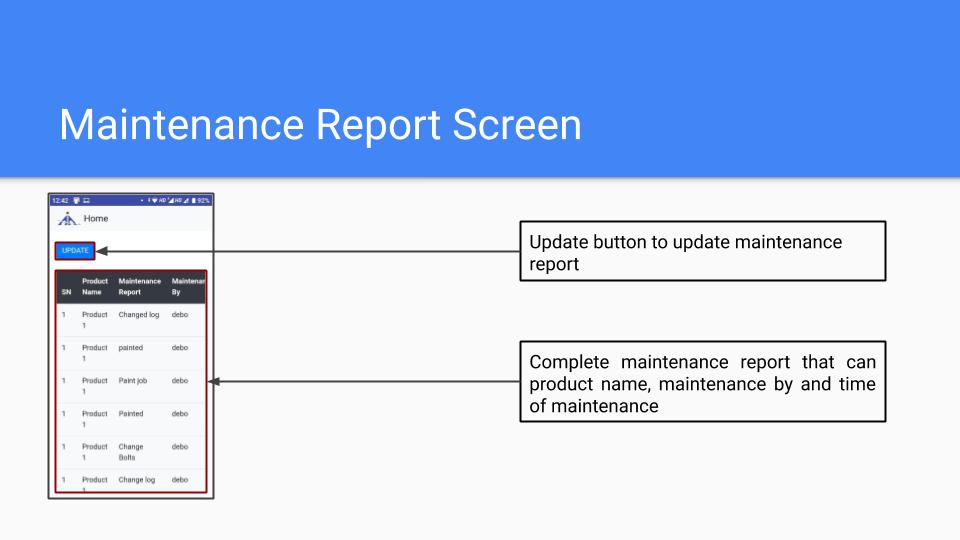 Maintenance Report Screen
12:42 HD HD 92%
Home
UPDATE
Update button to update maintenance
report
Product Maintenance Maintenan
SN Name Report By
1 Product Changed log debo
1
1 Product painted debo
1
1 Product Paint job debo
1
1 Product Painted debo
1
1 Product Change debo
1 Bolts
1 Product Change log debo
1
Complete maintenance report that can
product name, maintenance by and time
of maintenance